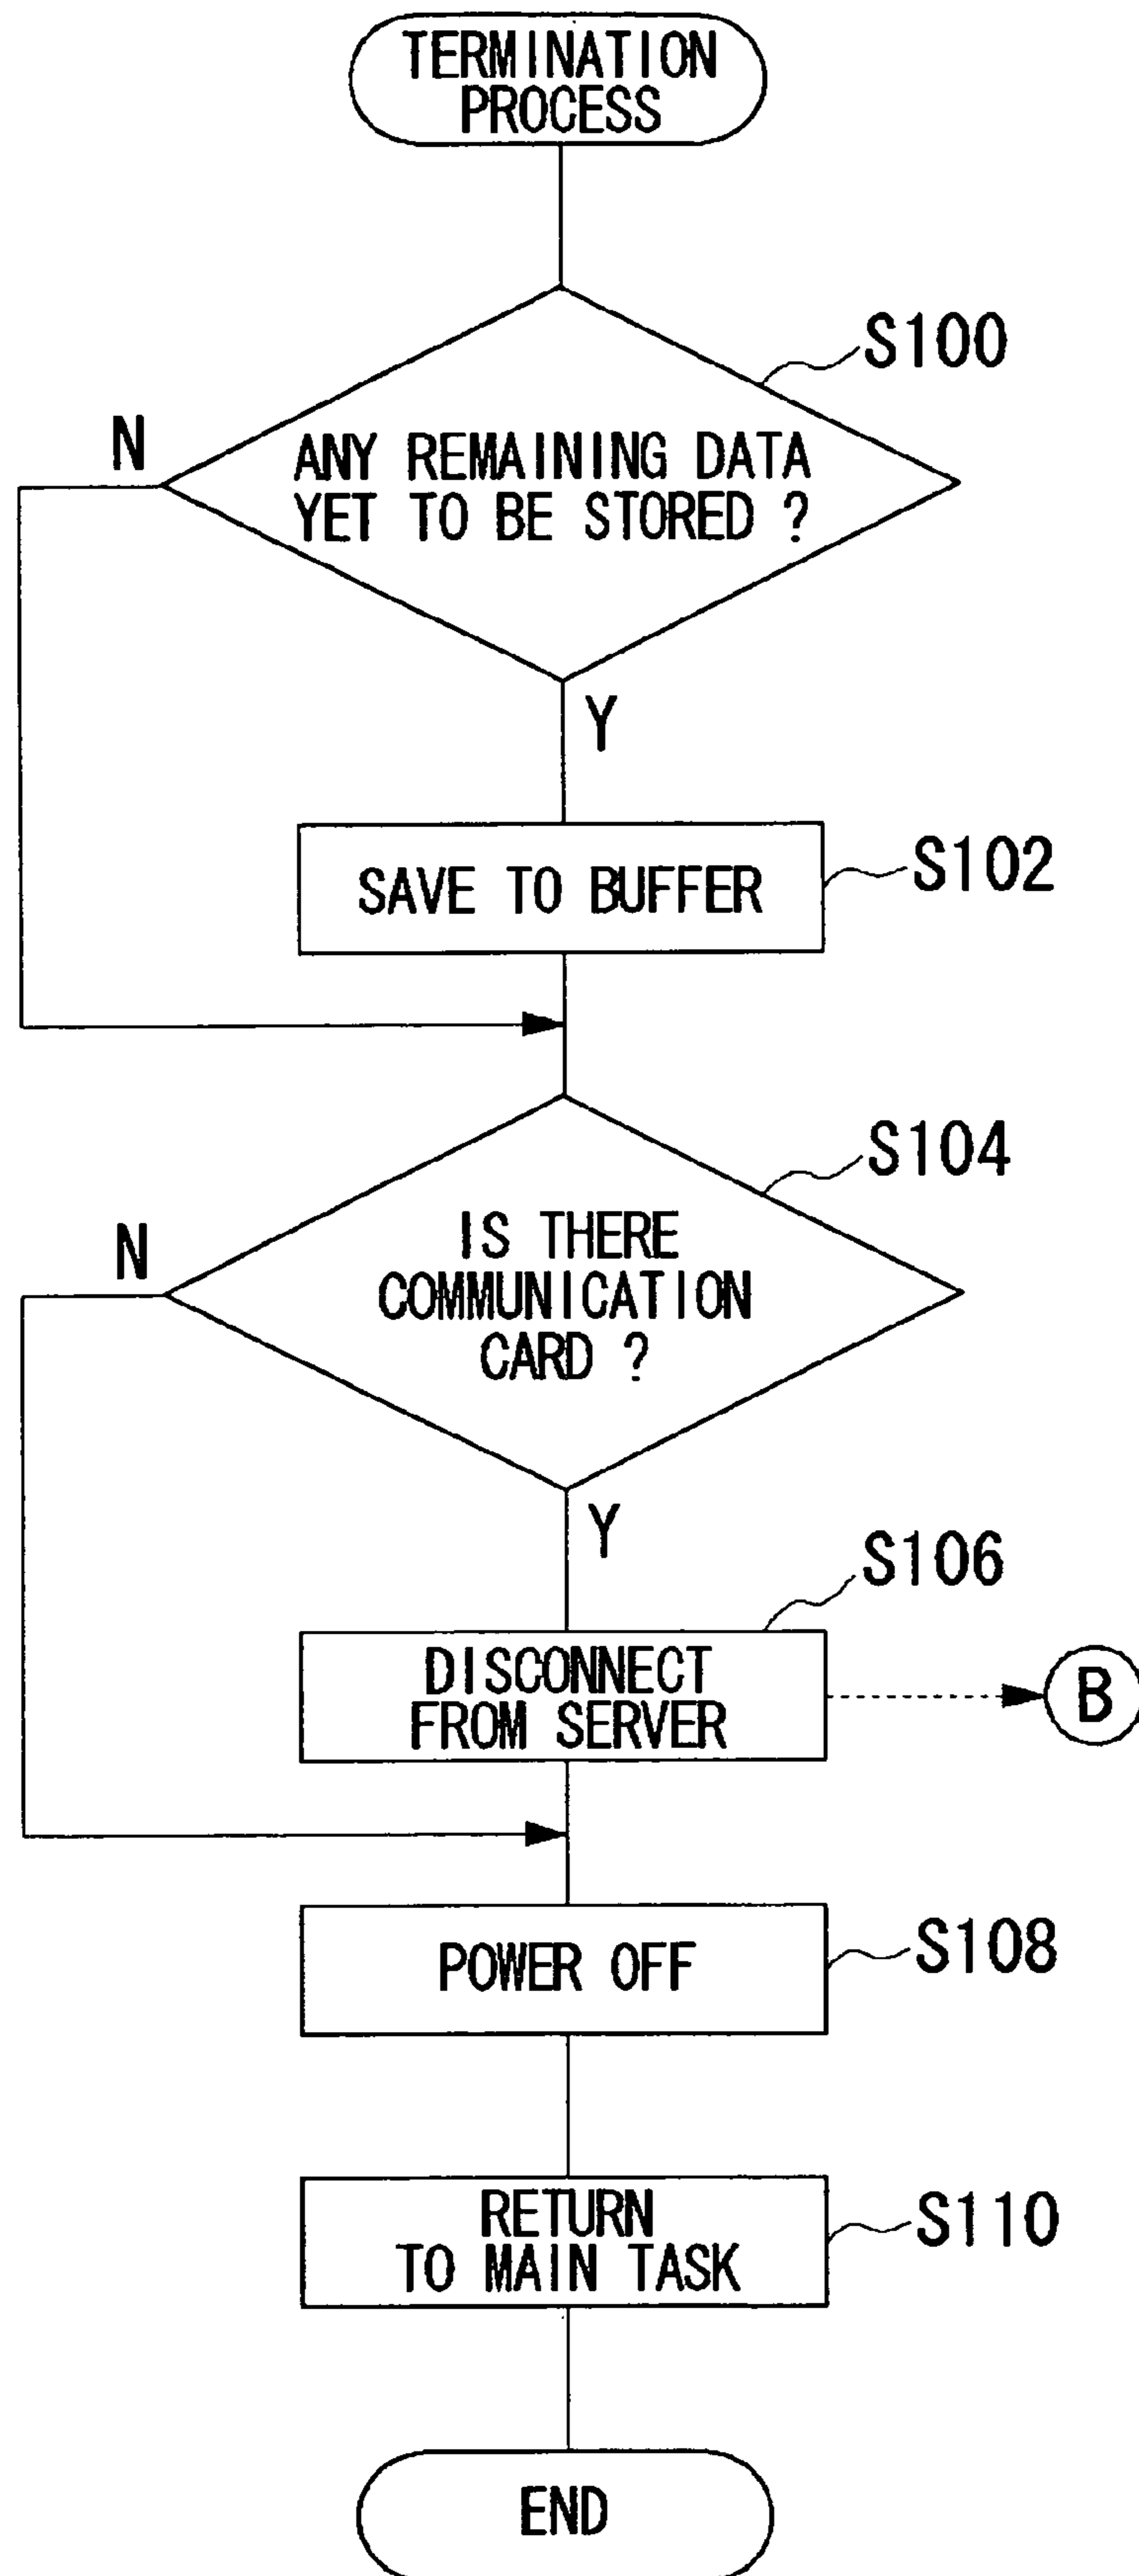 TERMINATION
PROCESS
S100
N
ANY REMAINING DATA
YET TO BE STORED ?
Y
SAVE TO BUFFER
S102
S104
N
IS THERE
COMMUNICATION
CARD ?
Y
S106
DISCONNECT
FROM SERVER
B
POWER OFF
S108
RETURN
TO MAIN TASK
S110
END